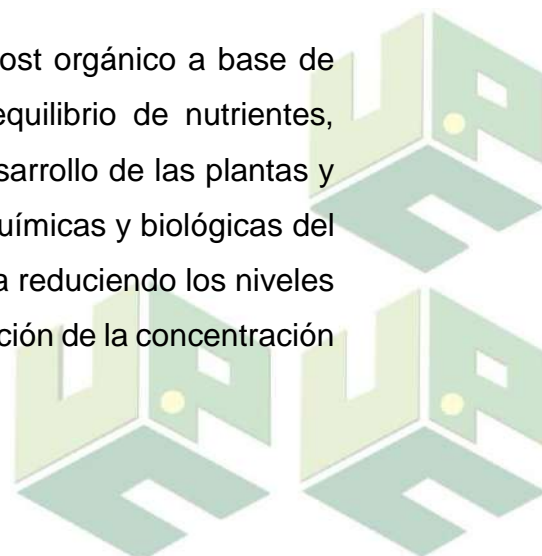 ost orgánico a base de
equilibrio de nutrientes,
sarrollo de las plantas y
uímicas y biológicas del
a reduciendo los niveles
ción de la concentración